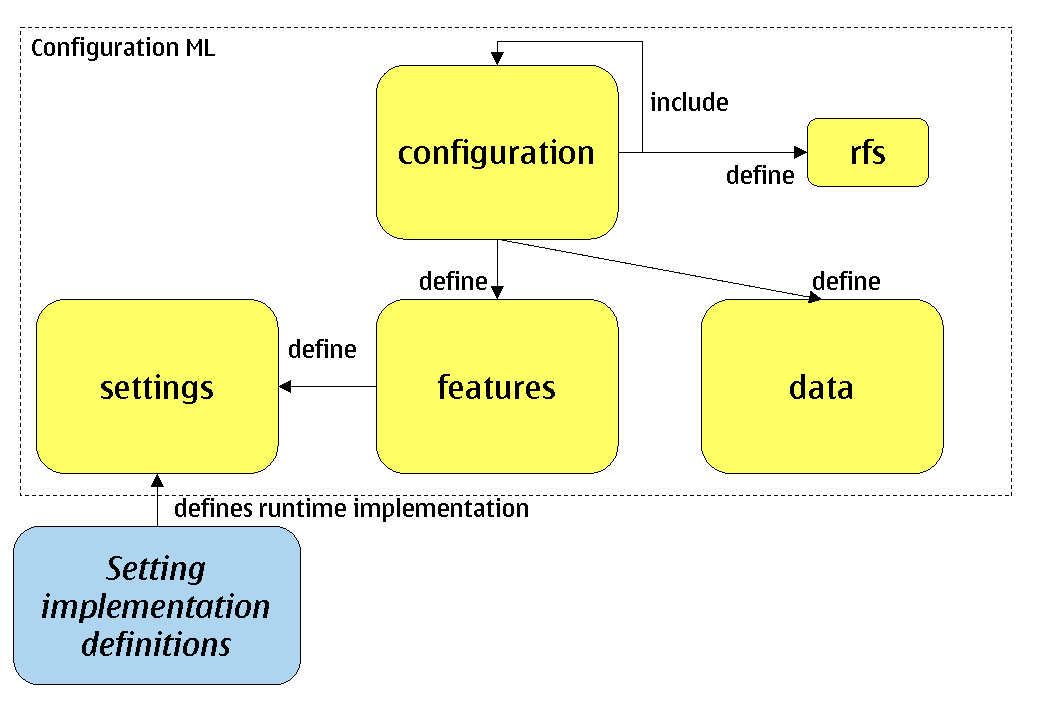 Configuration ML
include
configuration
rfs
define
define
define
define
settings
features
data
defines runtime implementation
Setting
implementation
definitions